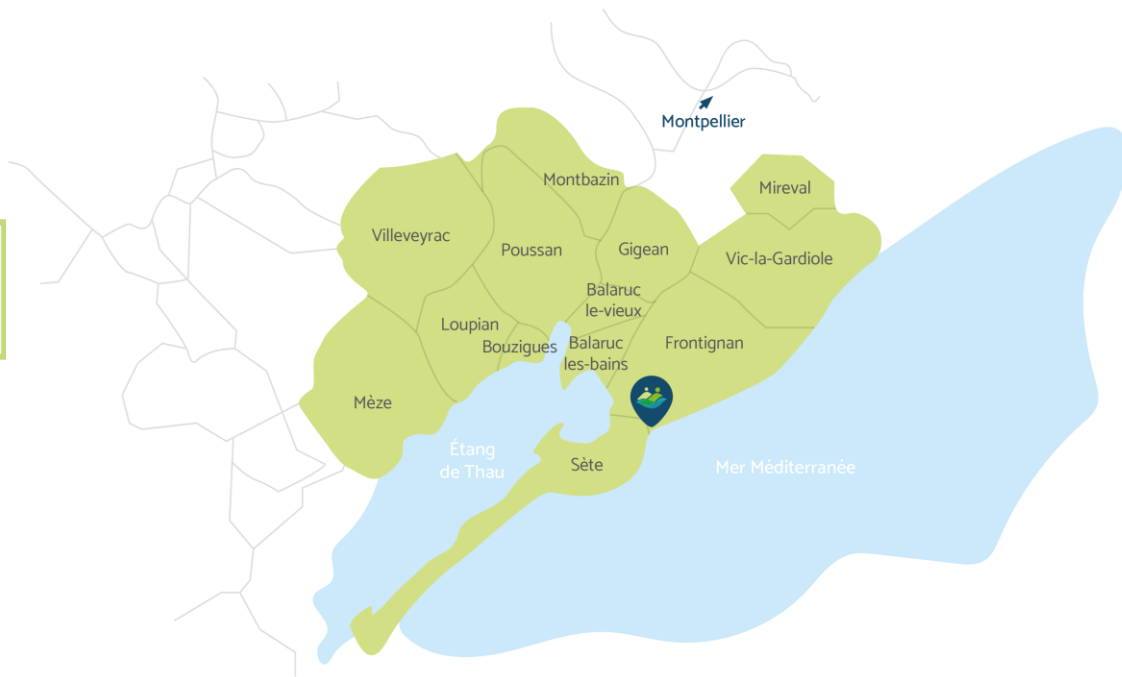 Montpellier
Montbazin
Mireval
Villeveyrac
Poussan
Gigean
Vic-la-Gardiole
Balaruc
le-vieux
Loupian
Bouzigues
Balaruc
les-bains
Frontignan
Mèze
Étang
de Thau
Sète
Mer Méditerranée